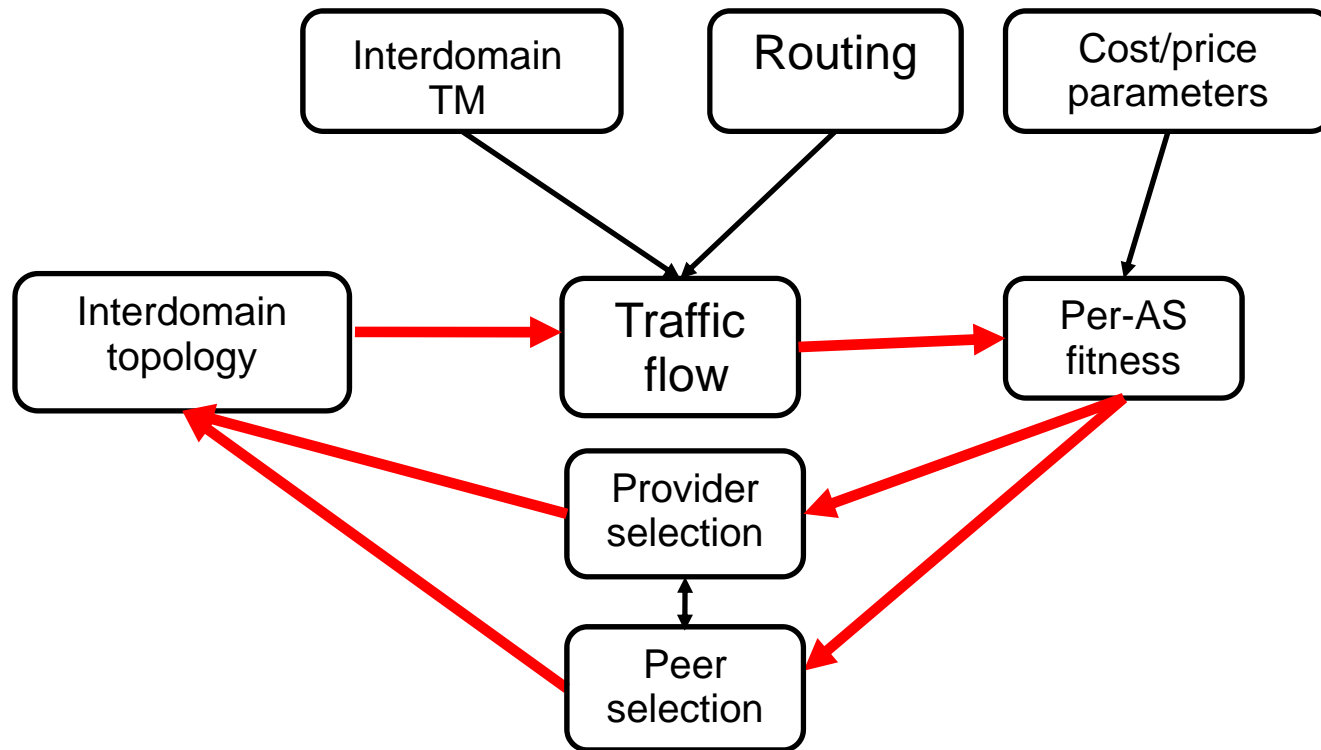 Interdomain
TM
Routing
Cost/price
parameters
Interdomain
topology
Traffic
flow
Per-AS
fitness
Provider
selection
Peer
selection